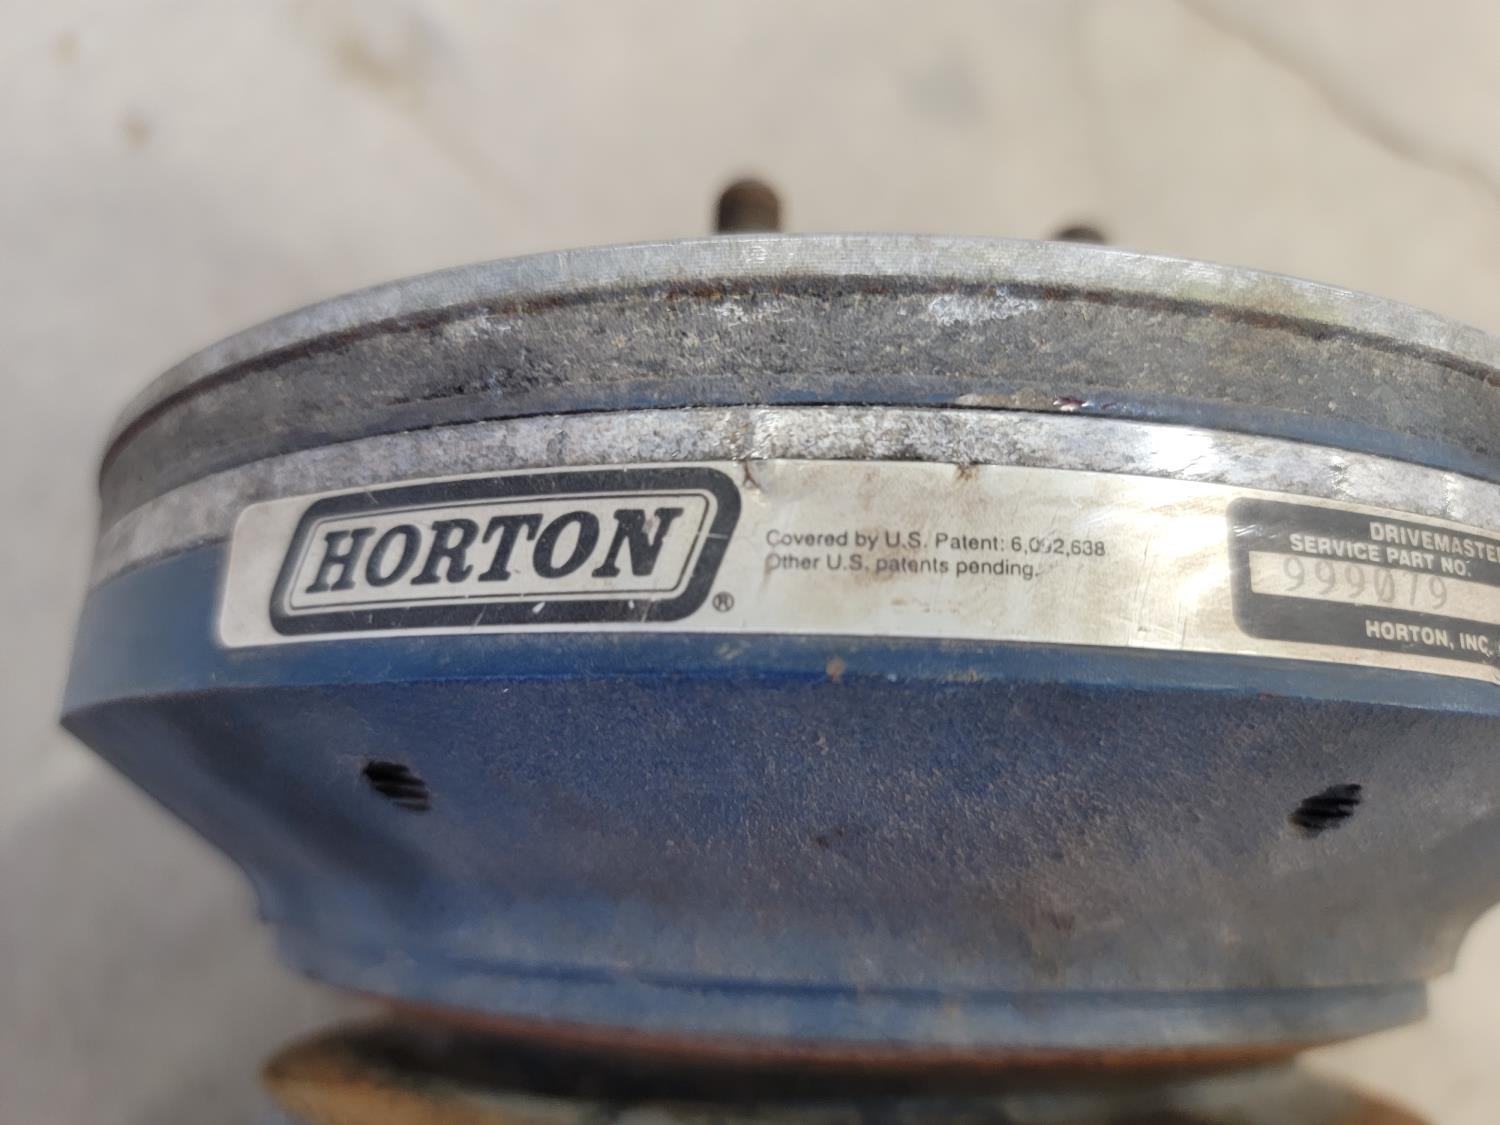 HORTON
®
Covered by U.S. Patent: 6,092,638
Other U.S. patents pending.
DRIVEMASTER
SERVICE PART NO:
999079
HORTON, INC.